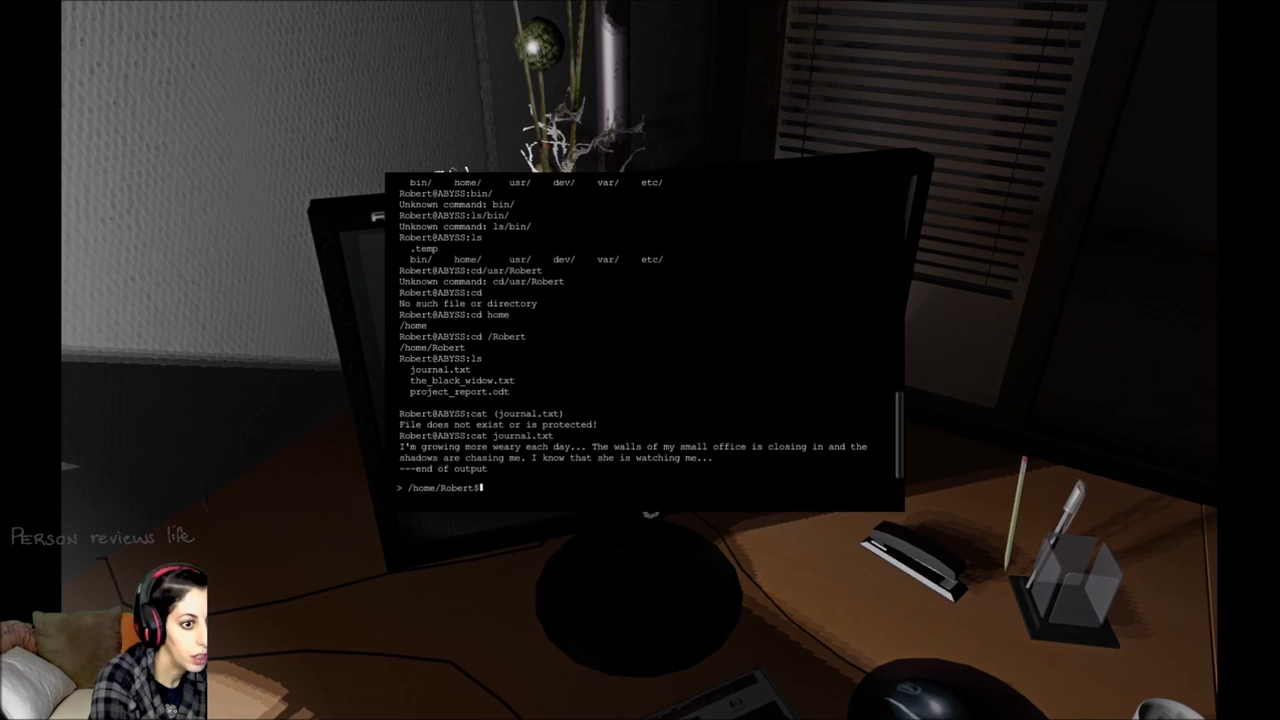 bin/ home/ usr/ dev/ var/ etc/
Robert@ABYSS:bin/
Unknown command: bin/
Robert@ABYSS:ls/bin/
Unknown command: ls/bin/
Robert@ABYSS:ls
.temp
bin/ home/ usr/ dev/ var/ etc/
Robert@ABYSS:cd/usr/Robert
Unknown command: cd/usr/Robert
Robert@ABYSS:cd
No such file or directory
Robert@ABYSS:cd home
/home
Robert@ABYSS:cd /Robert
/home/Robert
Robert@ABYSS:ls
journal.txt
the_black_widow.txt
project_report.odt
Robert@ABYSS:cat (journal.txt)
File does not exist or is protected!
Robert@ABYSS:cat journal.txt
I'm growing more weary each day... The walls of my small office is closing in and the
shadows are chasing me. I know that she is watching me...
---end of output
> /home/Robert$
PERSON reviews life